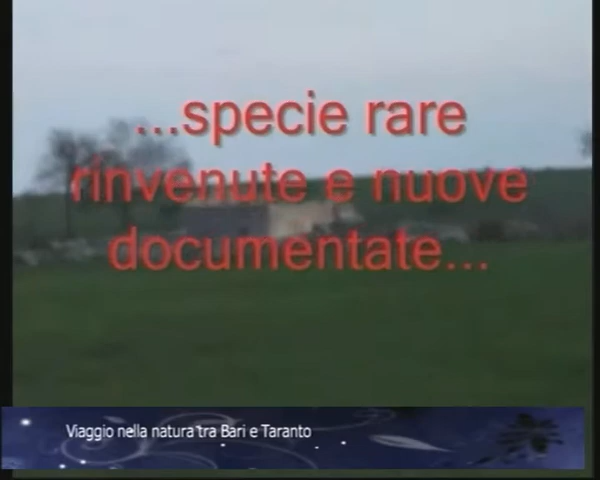 ...specie rare
rinvenute e nuove
documentate...
Viaggio nella natura tra Bari e Taranto